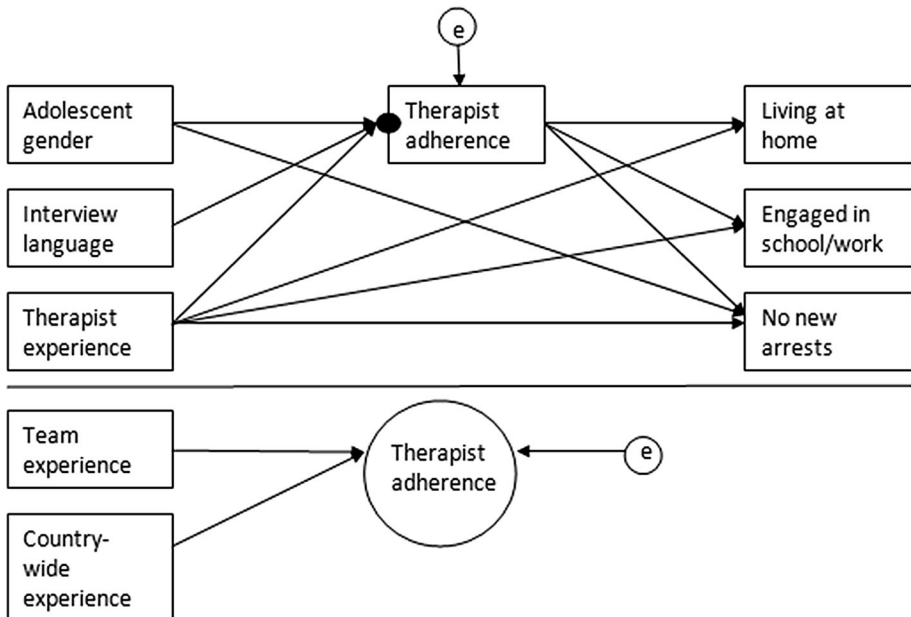 e
Adolescent
gender
Therapist
adherence
Living at
home
Interview
language
Engaged in
school/work
Therapist
experience
No new
arrests
Team
experience
Therapist
adherence
e
Country-
wide
experience